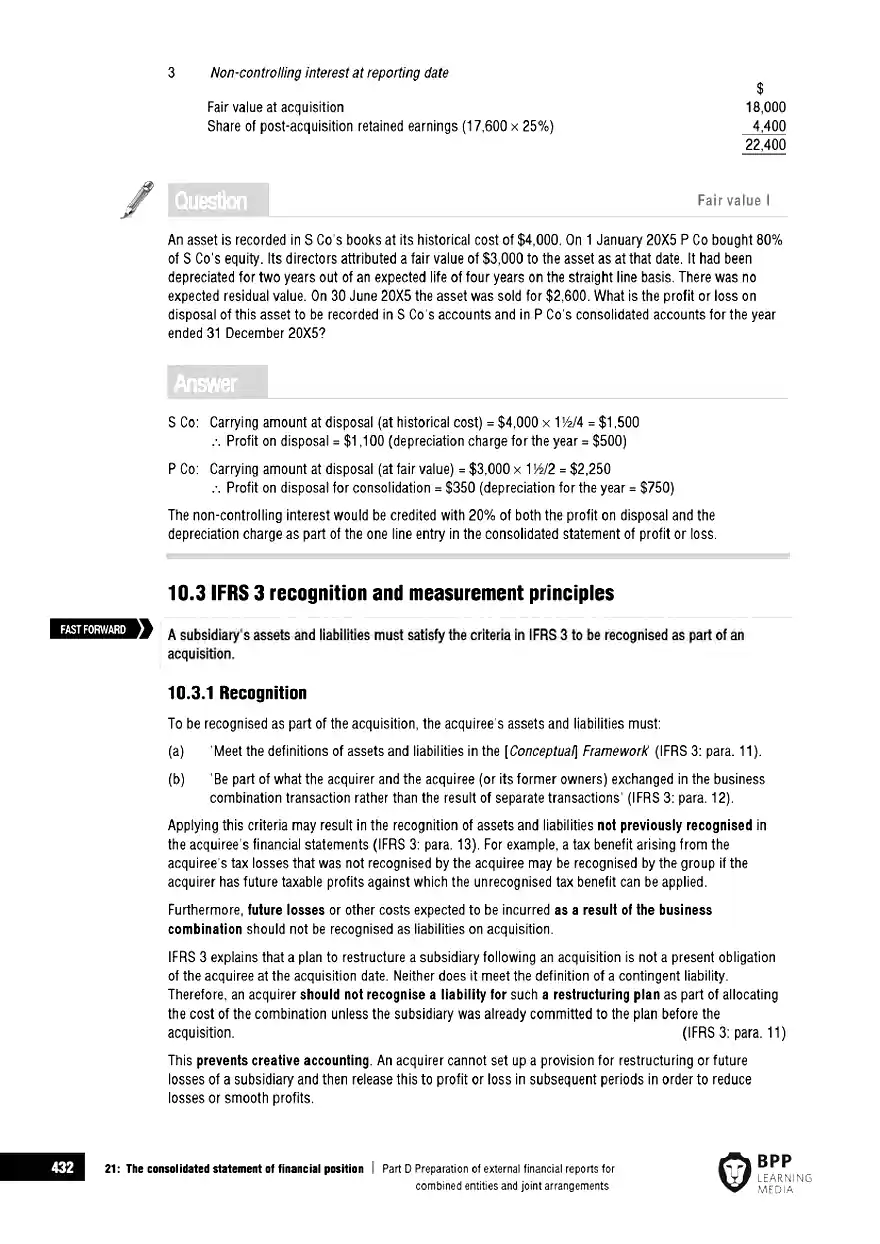 3 Non-controlling interest at reporting date
$
Fair value at acquisition 18,000
Share of post-acquisition retained earnings (17,600 × 25%) 4,400
22,400
Question Fair value I
An asset is recorded in S Co's books at its historical cost of $4,000. On 1 January 20X5 P Co bought 80%
of S Co's equity. Its directors attributed a fair value of $3,000 to the asset as at that date. It had been
depreciated for two years out of an expected life of four years on the straight line basis. There was no
expected residual value. On 30 June 20X5 the asset was sold for $2,600. What is the profit or loss on
disposal of this asset to be recorded in S Co's accounts and in P Co's consolidated accounts for the year
ended 31 December 20X5?
Answer
S Co: Carrying amount at disposal (at historical cost) = $4,000 × 1½/4 = $1,500
∴ Profit on disposal = $1,100 (depreciation charge for the year = $500)
P Co: Carrying amount at disposal (at fair value) = $3,000 × 1½/2 = $2,250
∴ Profit on disposal for consolidation = $350 (depreciation for the year = $750)
The non-controlling interest would be credited with 20% of both the profit on disposal and the
depreciation charge as part of the one line entry in the consolidated statement of profit or loss.
10.3 IFRS 3 recognition and measurement principles
FAST FORWARD
A subsidiary's assets and liabilities must satisfy the criteria in IFRS 3 to be recognised as part of an
acquisition.
10.3.1 Recognition
To be recognised as part of the acquisition, the acquiree's assets and liabilities must:
(a) 'Meet the definitions of assets and liabilities in the [Conceptual] Framework' (IFRS 3: para. 11).
(b) 'Be part of what the acquirer and the acquiree (or its former owners) exchanged in the business
combination transaction rather than the result of separate transactions' (IFRS 3: para. 12).
Applying this criteria may result in the recognition of assets and liabilities not previously recognised in
the acquiree's financial statements (IFRS 3: para. 13). For example, a tax benefit arising from the
acquiree's tax losses that was not recognised by the acquiree may be recognised by the group if the
acquirer has future taxable profits against which the unrecognised tax benefit can be applied.
Furthermore, future losses or other costs expected to be incurred as a result of the business
combination should not be recognised as liabilities on acquisition.
IFRS 3 explains that a plan to restructure a subsidiary following an acquisition is not a present obligation
of the acquiree at the acquisition date. Neither does it meet the definition of a contingent liability.
Therefore, an acquirer should not recognise a liability for such a restructuring plan as part of allocating
the cost of the combination unless the subsidiary was already committed to the plan before the
acquisition. (IFRS 3: para. 11)
This prevents creative accounting. An acquirer cannot set up a provision for restructuring or future
losses of a subsidiary and then release this to profit or loss in subsequent periods in order to reduce
losses or smooth profits.
432 21: The consolidated statement of financial position | Part D Preparation of external financial reports for
combined entities and joint arrangements
BPP
LEARNING
MEDIA